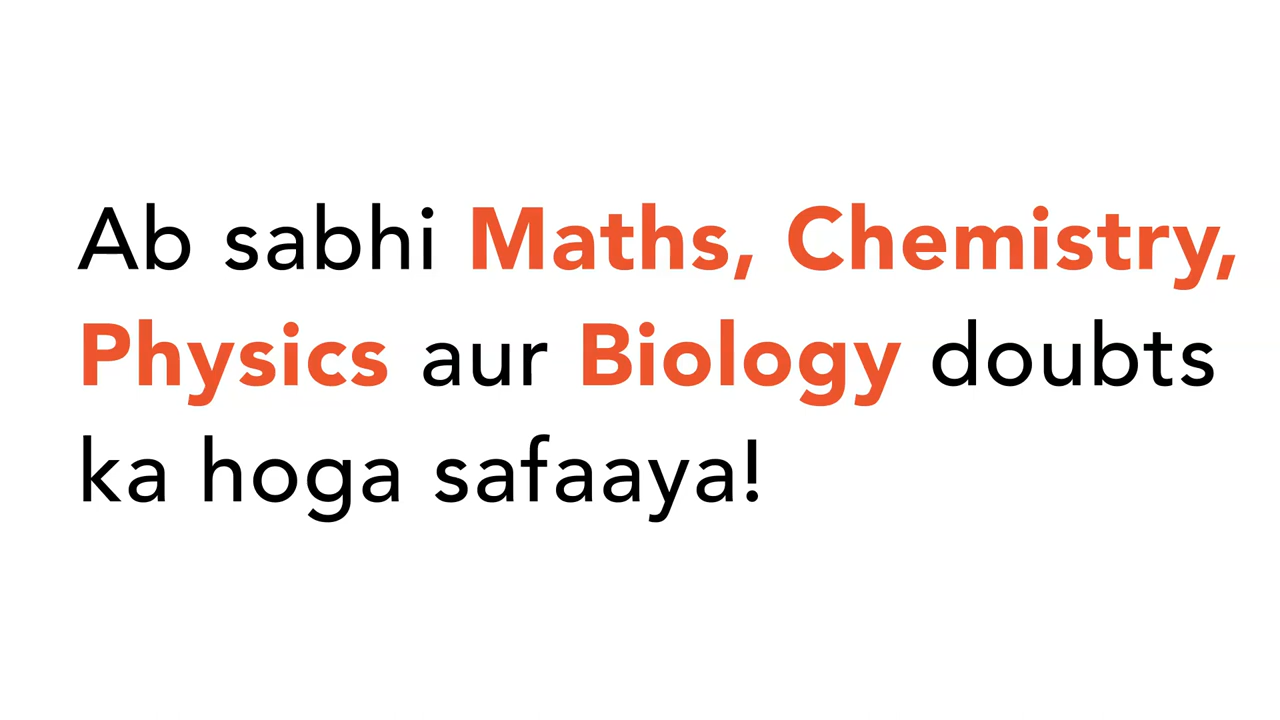 Ab sabhi Maths, Chemistry,
Physics aur Biology doubts
ka hoga safaaya!